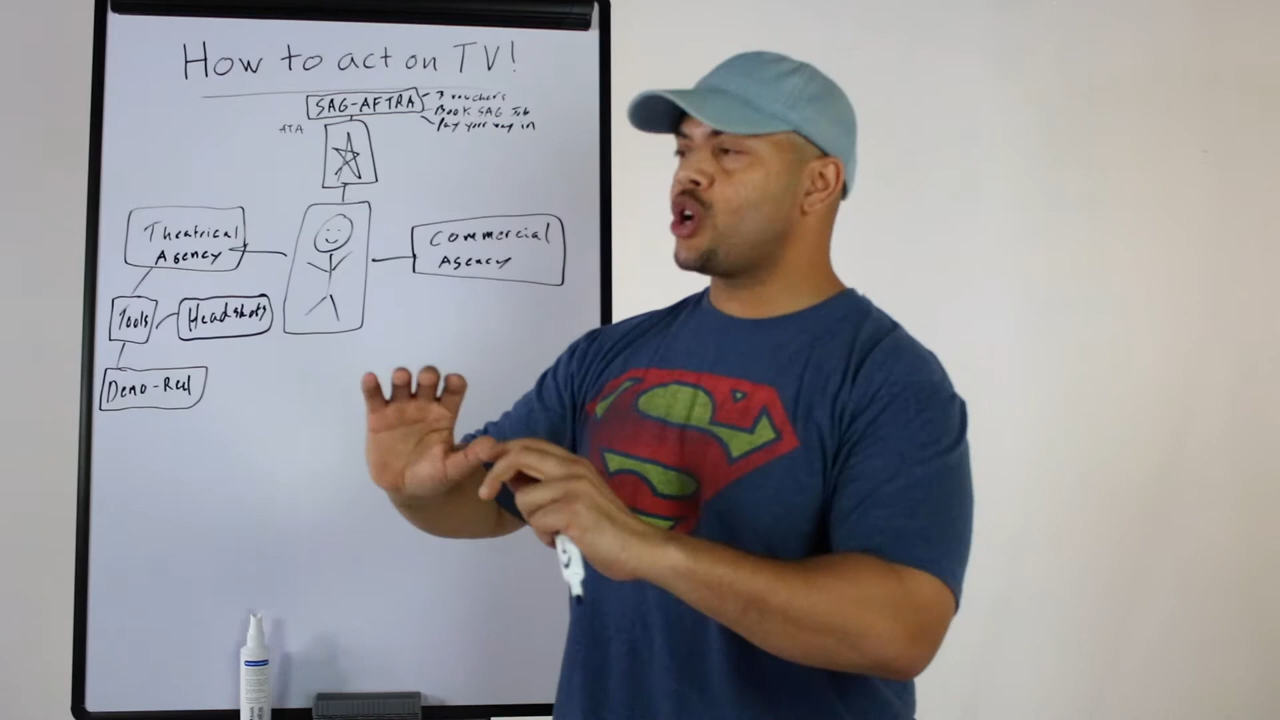 How to act on TV!
SAG-AFTRA
3 vouchers
Book SAG Job
Pay your way in
ATA
Theatrical
Agency
Commercial
Agency
Tools
Headshots
Demo-Reel